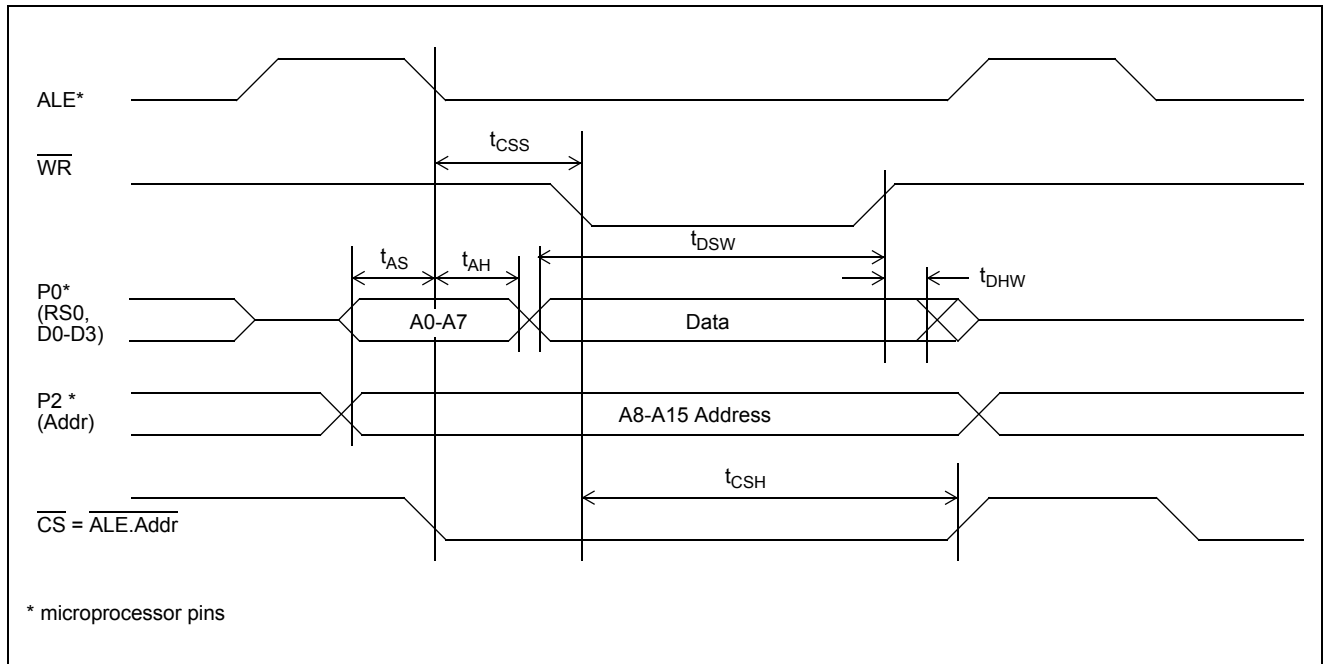 ALE*
tCSS
WR
tDSW
tAS
tAH
tDHW
P0*
(RS0,
D0-D3)
A0-A7
Data
P2 *
(Addr)
A8-A15 Address
tCSH
CS = ALE.Addr
* microprocessor pins